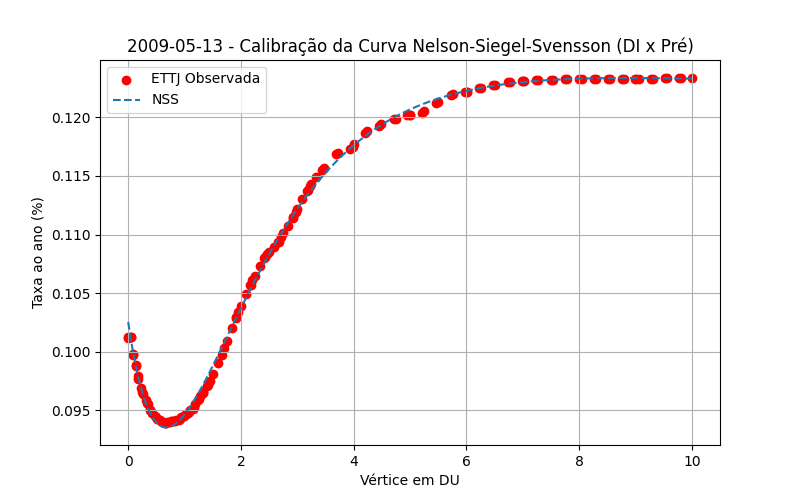 2009-05-13 - Calibração da Curva Nelson-Siegel-Svensson (DI x Pré)
ETTJ Observada
NSS
Taxa ao ano (%)
0.120
0.115
0.110
0.105
0.100
0.095
0
2
4
6
8
10
Vértice em DU